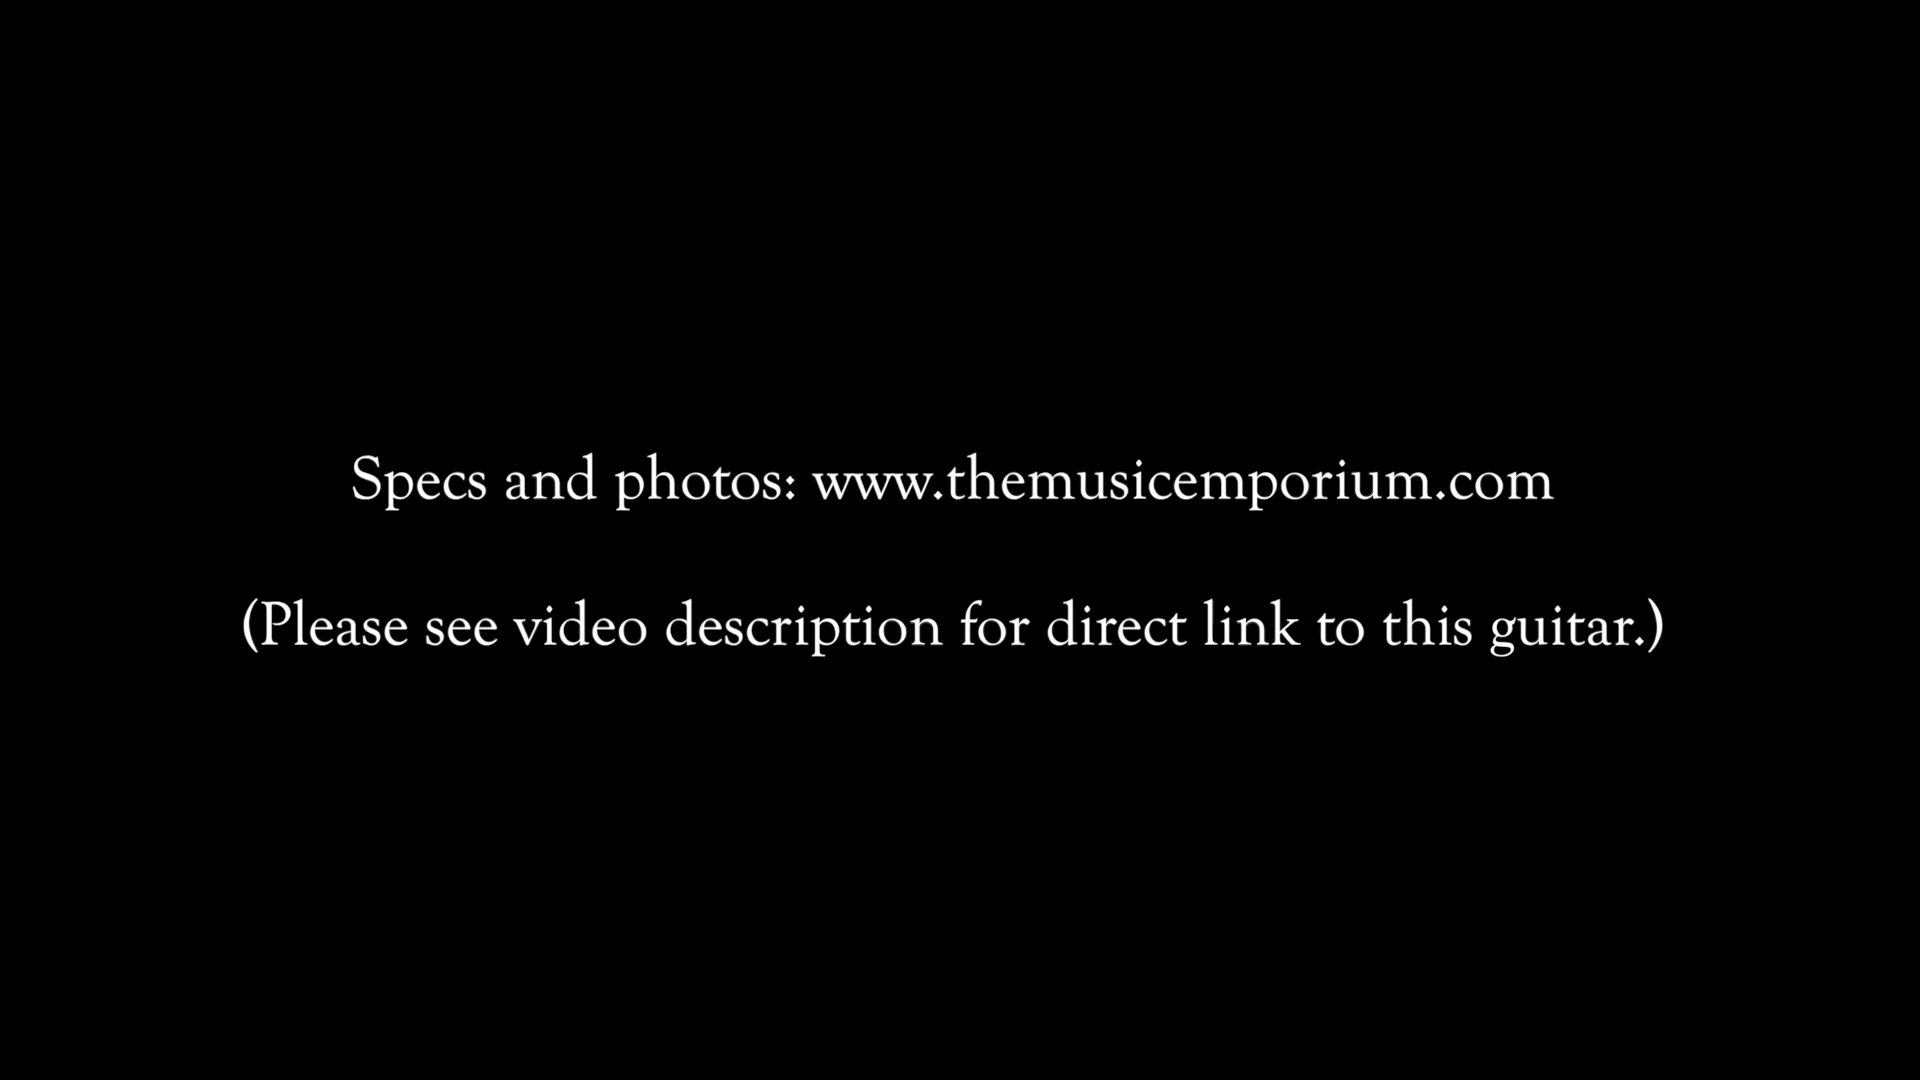 Specs and photos: www.themusicemporium.com
(Please see video description for direct link to this guitar.)